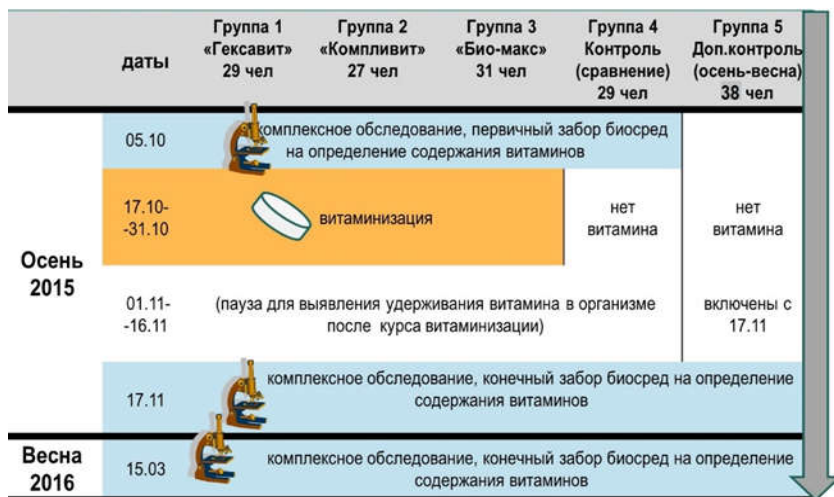 даты
Группа 1
«Гексавит»
29 чел
Группа 2
«Компливит»
27 чел
Группа 3
«Био-макс»
31 чел
Группа 4
Контроль
(сравнение)
29 чел
Группа 5
Доп.контроль
(осень-весна)
38 чел
Осень
2015
05.10
комплексное обследование, первичный забор биосред
на определение содержания витаминов
17.10-
-31.10
витаминизация
нет
витамина
нет
витамина
01.11-
-16.11
(пауза для выявления удерживания витамина в организме
после курса витаминизации)
включены с
17.11
17.11
комплексное обследование, конечный забор биосред на определение
содержания витаминов
Весна
2016
15.03
комплексное обследование, конечный забор биосред на определение
содержания витаминов